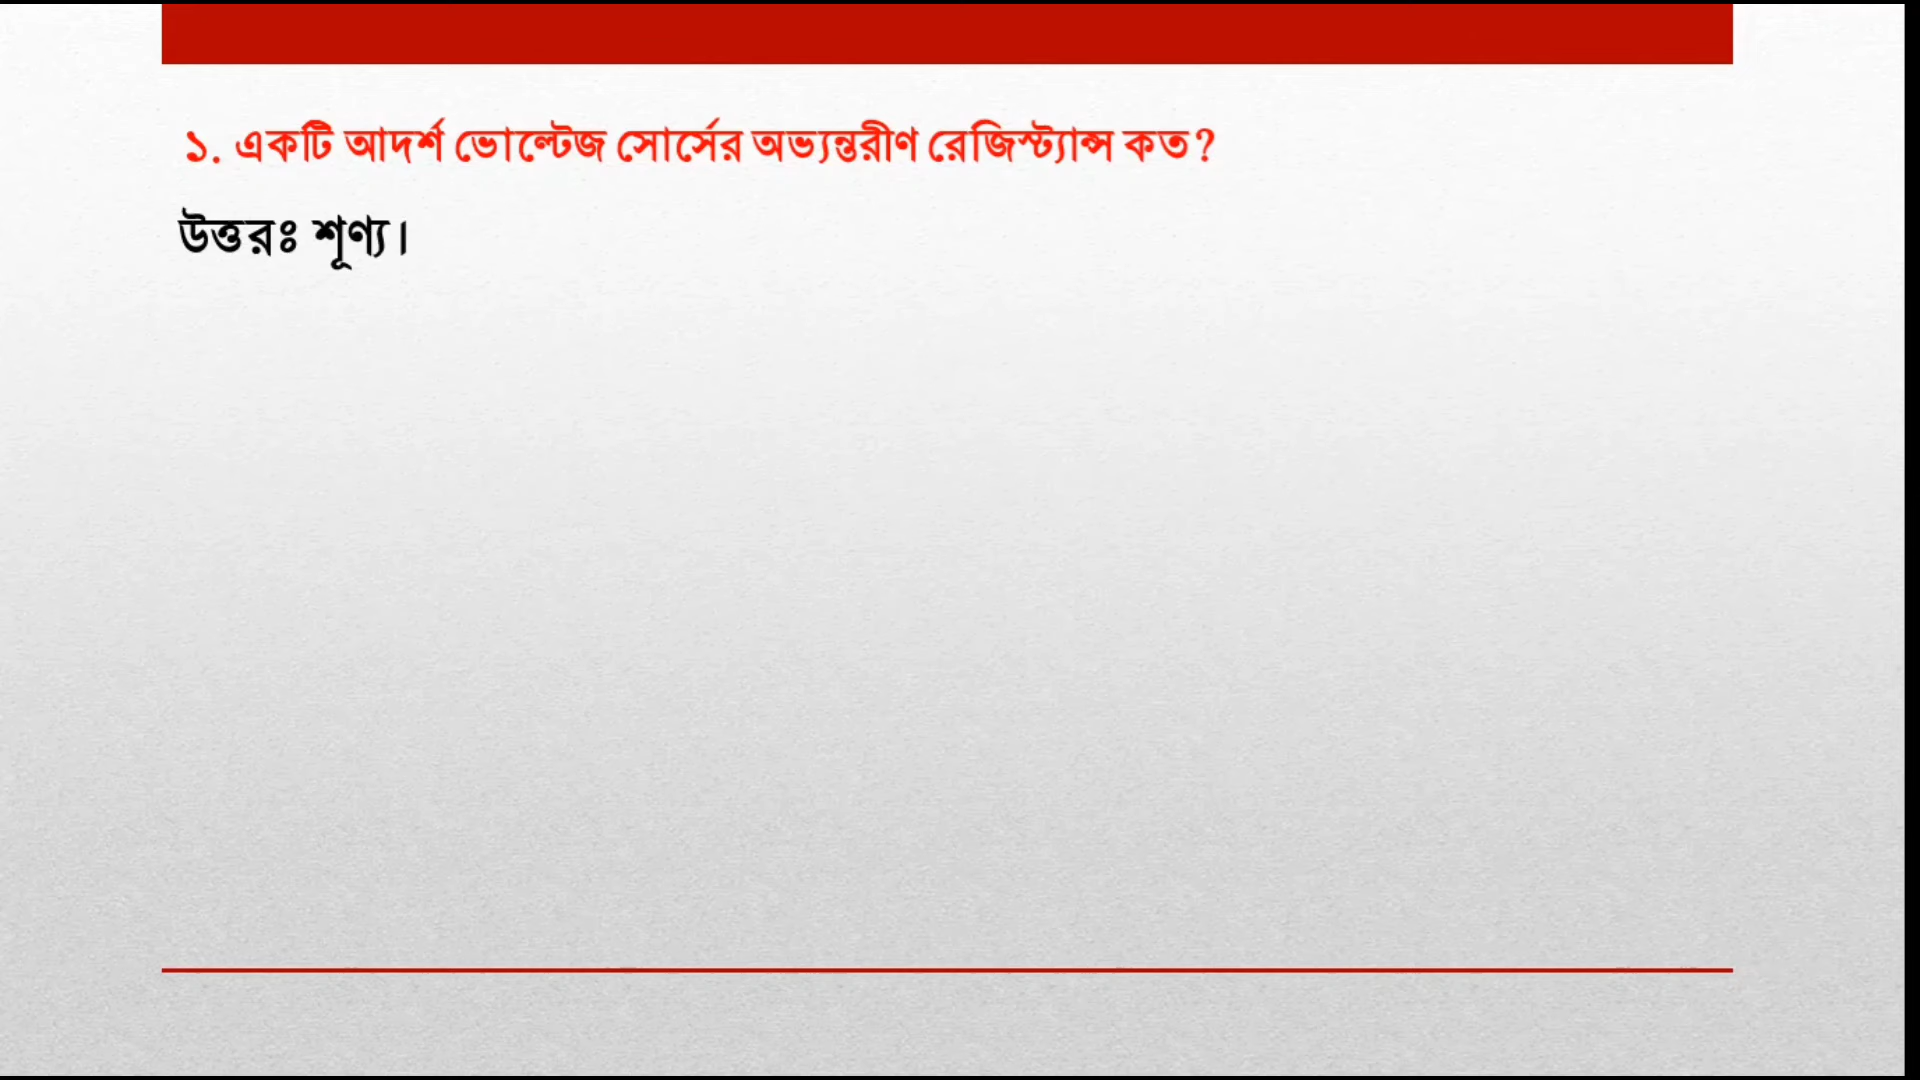 ১. একটি আদর্শ ভোল্টেজ সোর্সের অভ্যন্তরীণ রেজিস্ট্যান্স কত?
উত্তরঃ শূণ্য।